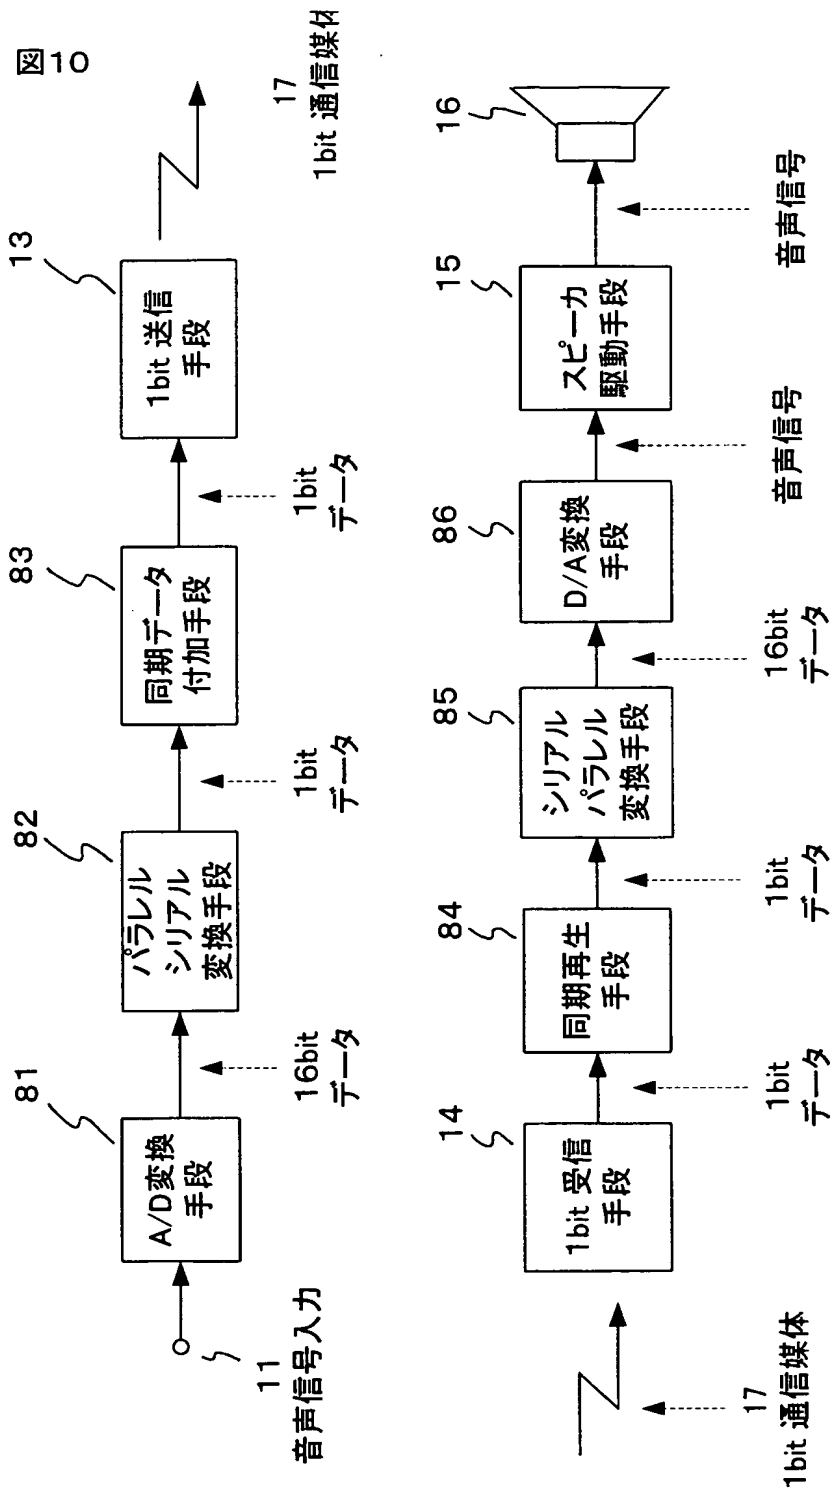 図10
11
音声信号入力
81
A/D変換
手段
16bit
データ
82
パラレル
シリアル
変換手段
1bit
データ
83
同期データ
付加手段
1bit
データ
13
1bit 送信
手段
17
1bit 通信媒体
17
1bit 通信媒体
14
1bit 受信
手段
1bit
データ
84
同期再生
手段
1bit
データ
85
シリアル
パラレル
変換手段
16bit
データ
86
D/A変換
手段
音声信号
15
スピーカ
駆動手段
音声信号
16